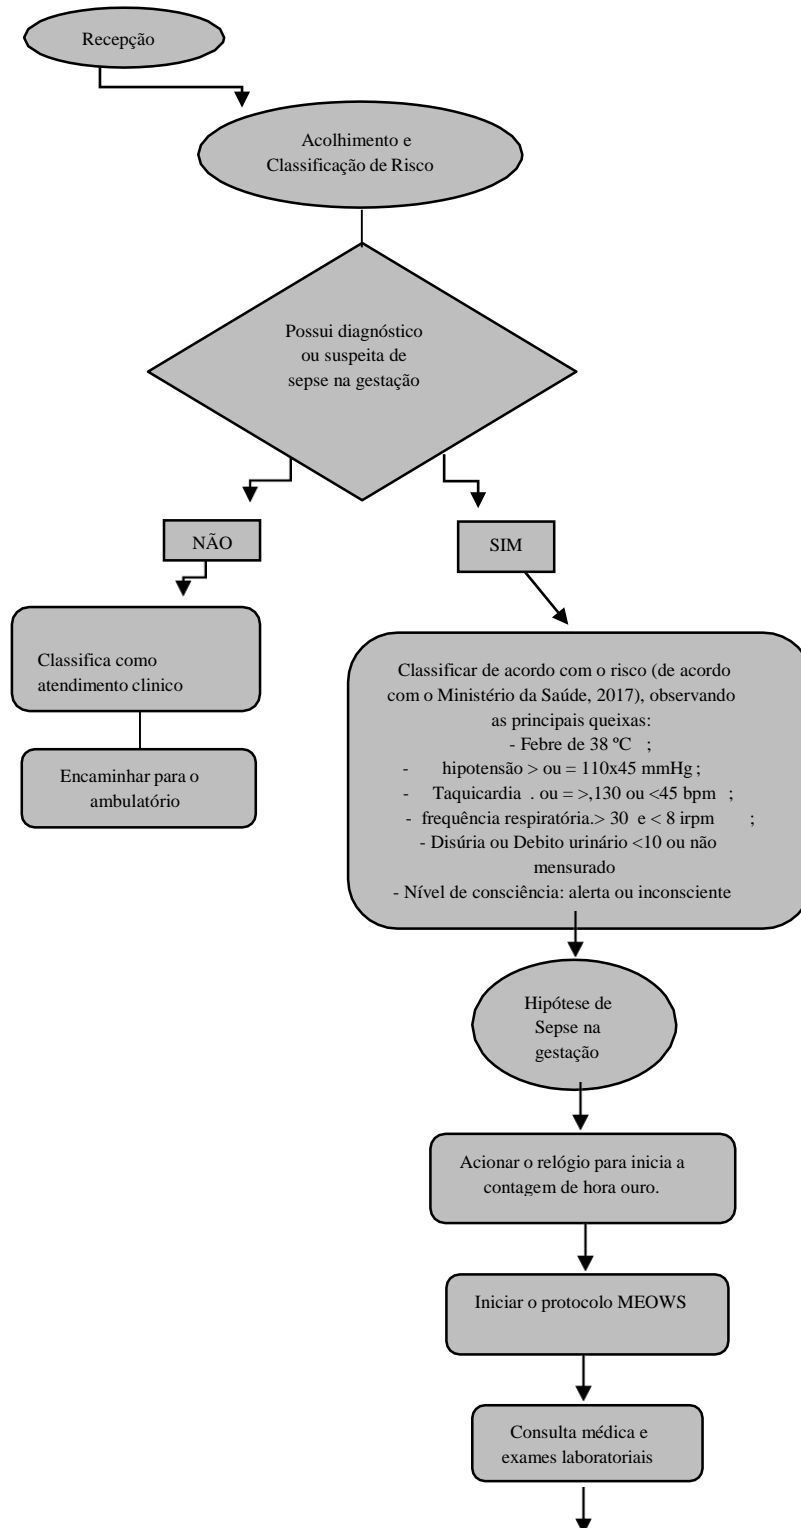 Recepção
Acolhimento e
Classificação de Risco
Possui diagnóstico
ou suspeita de
sepse na gestação
NÃO
SIM
Classifica como
atendimento clinico
Encaminhar para o
ambulatório
Classificar de acordo com o risco (de acordo
com o Ministério da Saúde, 2017), observando
as principais queixas:
- Febre de 38 ºC ;
- hipotensão > ou = 110x45 mmHg ;
- Taquicardia . ou = >,130 ou <45 bpm ;
- frequência respiratória.> 30 e < 8 irpm ;
- Disúria ou Debito urinário <10 ou não
mensurado
- Nível de consciência: alerta ou inconsciente
Hipótese de
Sepse na
gestação
Acionar o relógio para inicia a
contagem de hora ouro.
Iniciar o protocolo MEOWS
Consulta médica e
exames laboratoriais